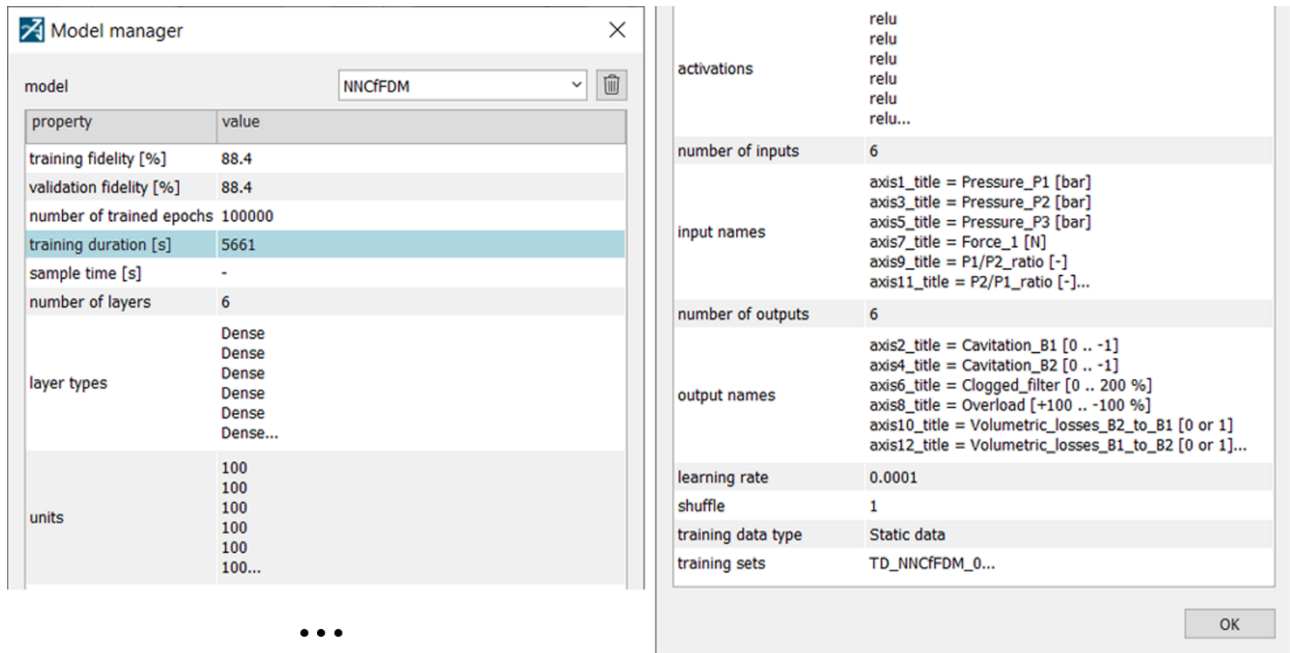 Model manager
model NNCfFDM
property value
training fidelity [%] 88.4
validation fidelity [%] 88.4
number of trained epochs 100000
training duration [s] 5661
sample time [s] -
number of layers 6
layer types
Dense
Dense
Dense
Dense
Dense
Dense...
units
100
100
100
100
100
100...
...
activations
relu
relu
relu
relu
relu
relu...
number of inputs 6
input names
axis1_title = Pressure_P1 [bar]
axis3_title = Pressure_P2 [bar]
axis5_title = Pressure_P3 [bar]
axis7_title = Force_1 [N]
axis9_title = P1/P2_ratio [-]
axis11_title = P2/P1_ratio [-]...
number of outputs 6
output names
axis2_title = Cavitation_B1 [0 .. -1]
axis4_title = Cavitation_B2 [0 .. -1]
axis6_title = Clogged_filter [0 .. 200 %]
axis8_title = Overload [+100 .. -100 %]
axis10_title = Volumetric_losses_B2_to_B1 [0 or 1]
axis12_title = Volumetric_losses_B1_to_B2 [0 or 1]...
learning rate 0.0001
shuffle 1
training data type Static data
training sets TD_NNCfFDM_0...
OK